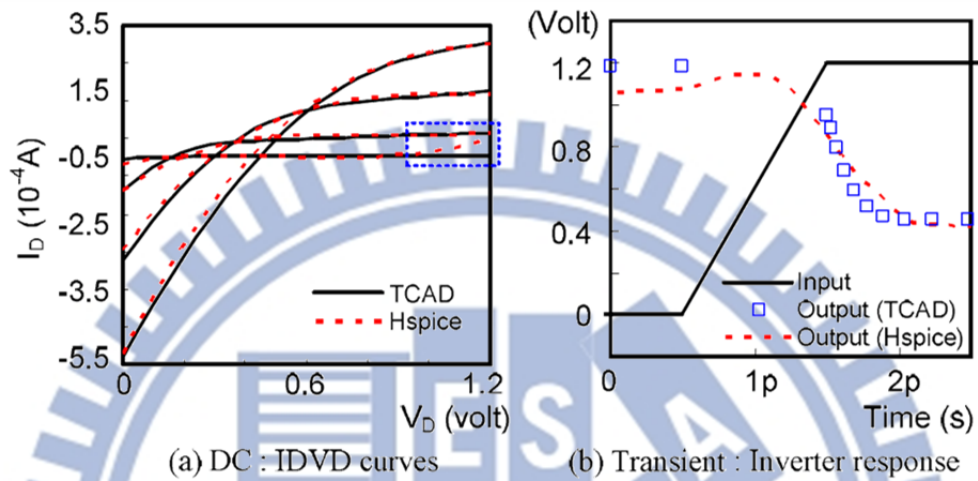 3.5
1.5
-0.5
-2.5
-3.5
-5.5
I_D (10^-4 A)
TCAD
Hspice
0
0.6
1.2
V_D (volt)
(a) DC : IDVD curves
(Volt)
1.2
0.8
0.4
0
Input
Output (TCAD)
Output (Hspice)
0
1p
2p
Time (s)
(b) Transient : Inverter response
ESA